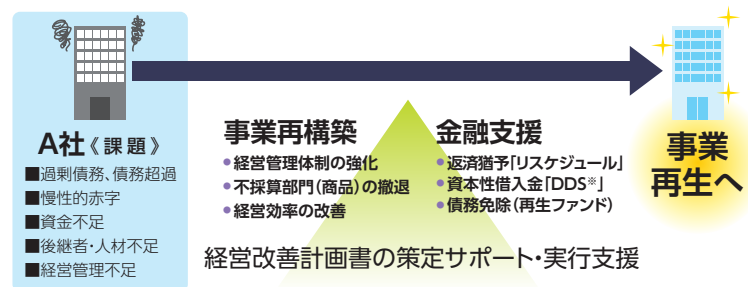 A社《課題》
■過剰債務、債務超過
■慢性的赤字
■資金不足
■後継者・人材不足
■経営管理不足
事業再構築
●経営管理体制の強化
●不採算部門(商品)の撤退
●経営効率の改善
金融支援
●返済猶予「リスケジュール」
●資本性借入金「DDS※」
●債務免除(再生ファンド)
経営改善計画書の策定サポート・実行支援
事業
再生へ